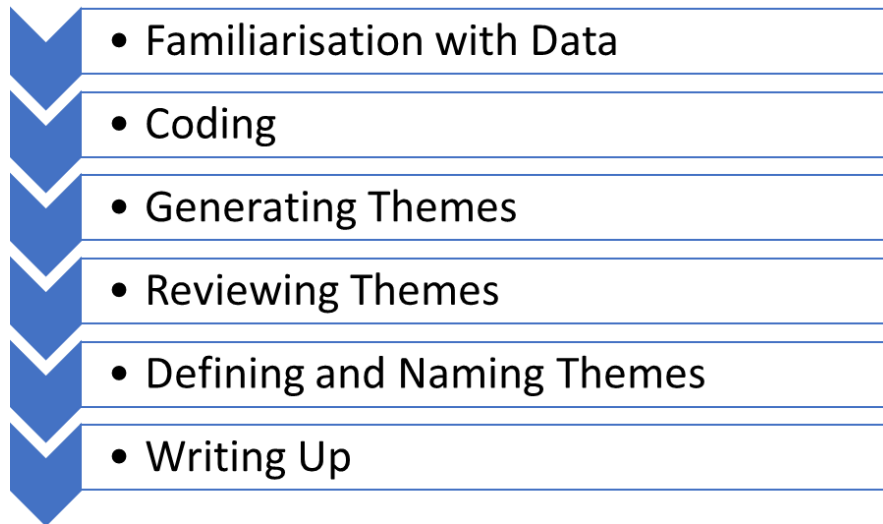 • Familiarisation with Data
• Coding
• Generating Themes
• Reviewing Themes
• Defining and Naming Themes
• Writing Up